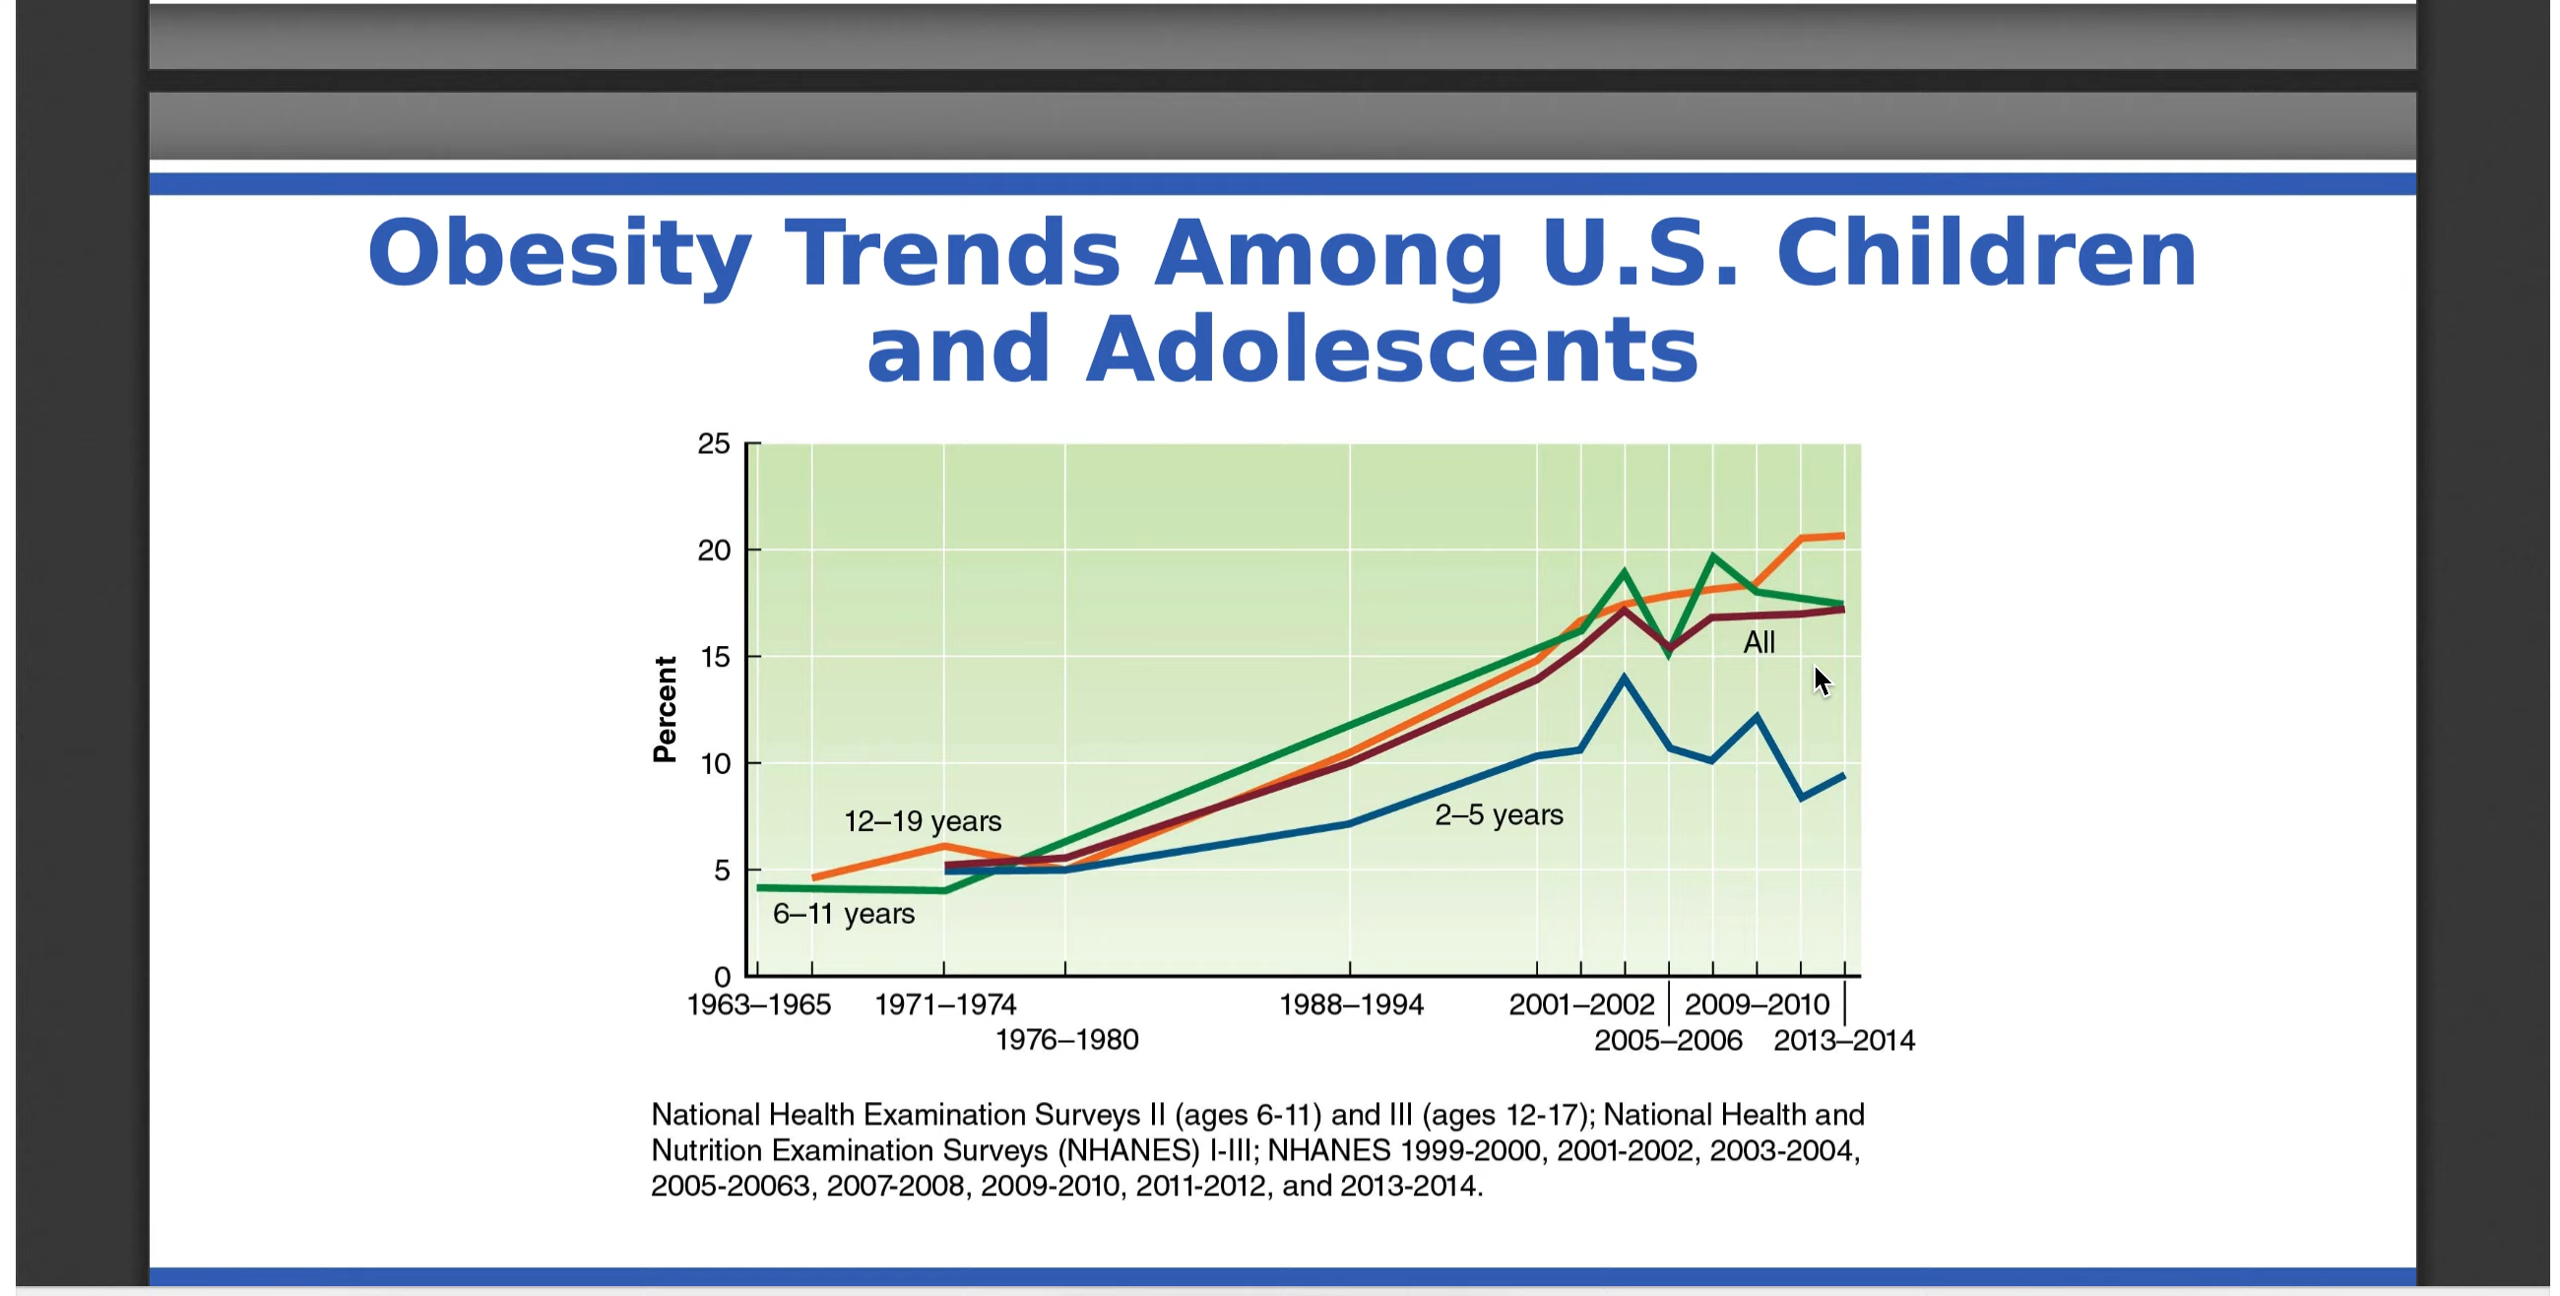 Obesity Trends Among U.S. Children
and Adolescents
25
20
15
10
5
0
Percent
All
12–19 years
2–5 years
6–11 years
1963–1965 1971–1974 1988–1994 2001–2002 2009–2010
1976–1980 2005–2006 2013–2014
National Health Examination Surveys II (ages 6-11) and III (ages 12-17); National Health and
Nutrition Examination Surveys (NHANES) I-III; NHANES 1999-2000, 2001-2002, 2003-2004,
2005-20063, 2007-2008, 2009-2010, 2011-2012, and 2013-2014.